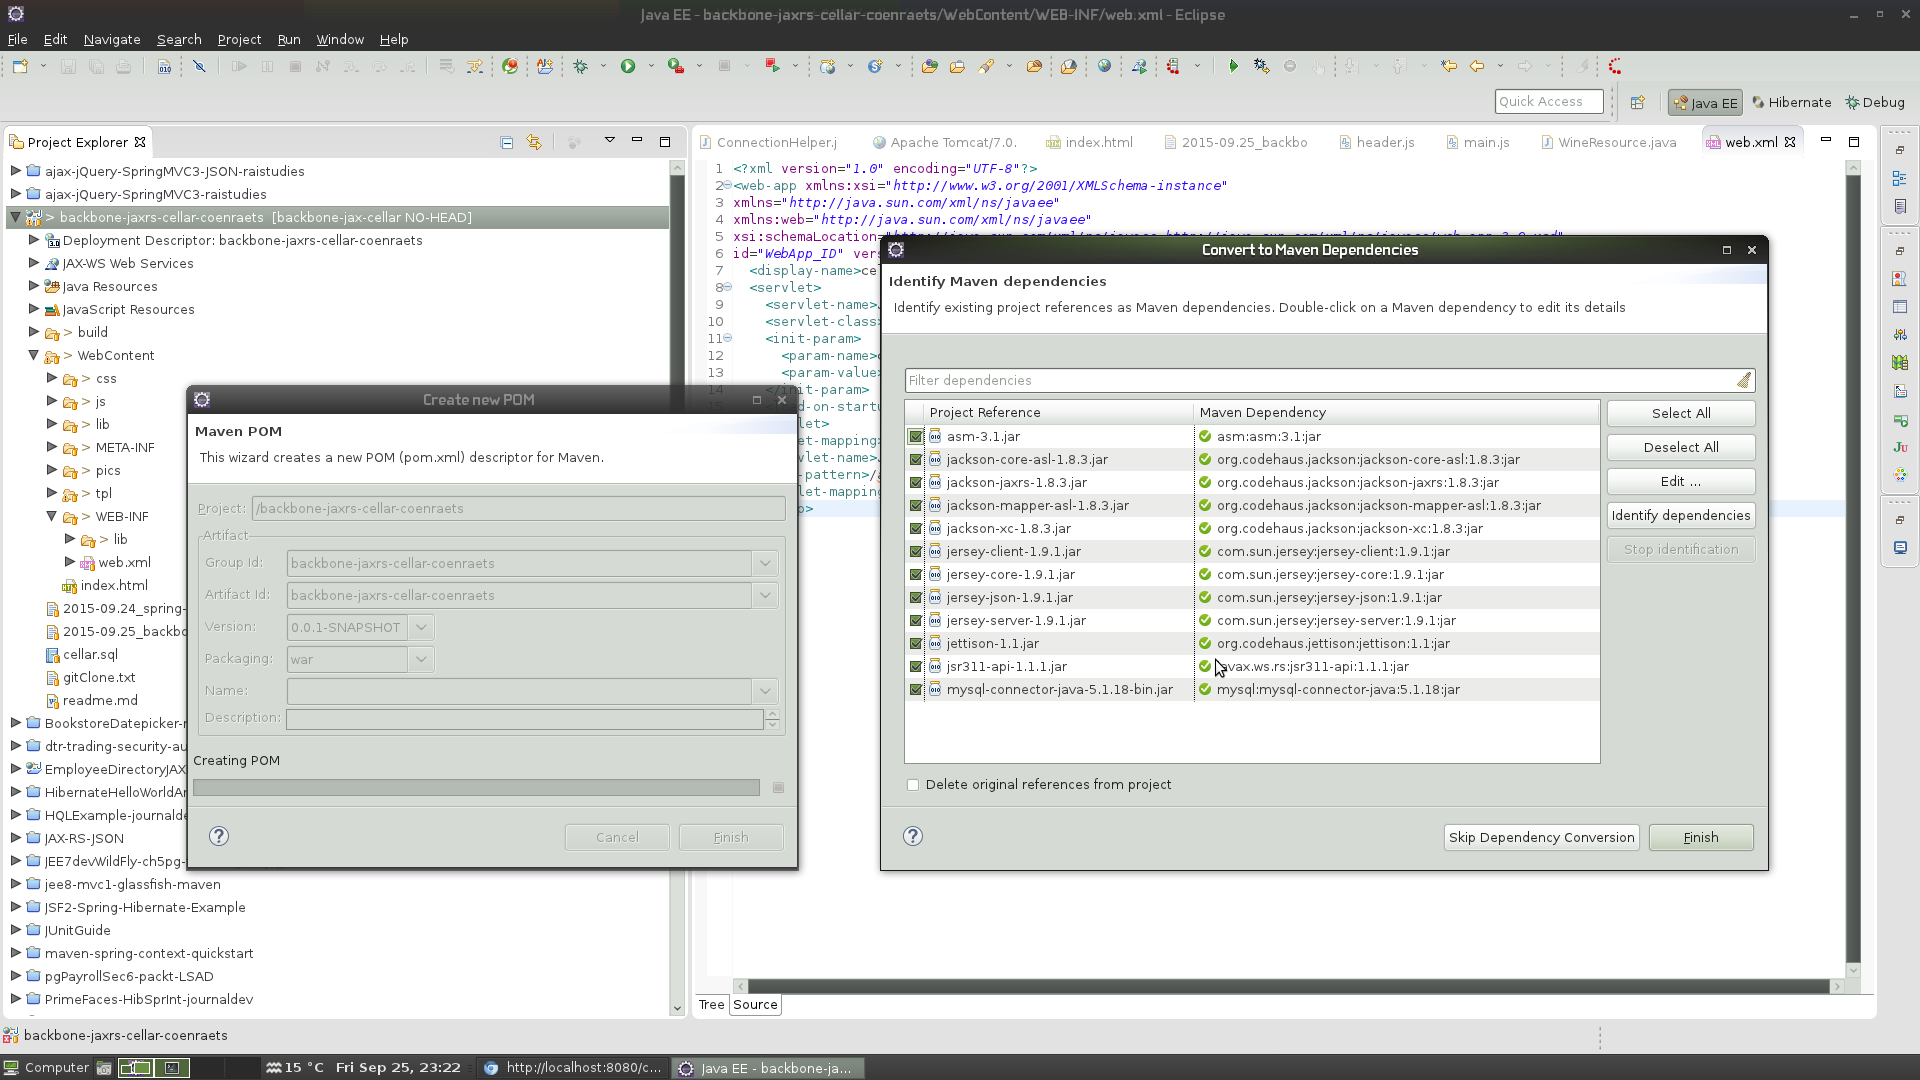 Java EE - backbone-jaxrs-cellar-coenraets/WebContent/WEB-INF/web.xml - Eclipse
File Edit Navigate Search Project Run Window Help
Quick Access
Java EE
Hibernate
Debug
Project Explorer
ajax-jQuery-SpringMVC3-JSON-raistudies
ajax-jQuery-SpringMVC3-raistudies
> backbone-jaxrs-cellar-coenraets [backbone-jax-cellar NO-HEAD]
Deployment Descriptor: backbone-jaxrs-cellar-coenraets
JAX-WS Web Services
Java Resources
JavaScript Resources
> build
> WebContent
> css
> js
> lib
> META-INF
> pics
> tpl
> WEB-INF
> lib
> web.xml
index.html
2015-09.24_spring-
2015-09.25_backbo
cellar.sql
gitClone.txt
readme.md
BookstoreDatepicker-r
dtr-trading-security-au
EmployeeDirectoryJAX
HibernateHelloWorldAr
HQLExample-journalde
JAX-RS-JSON
JEE7devWildFly-ch5pg-
jee8-mvc1-glassfish-maven
JSF2-Spring-Hibernate-Example
JUnitGuide
maven-spring-context-quickstart
pgPayrollSec6-packt-LSAD
PrimeFaces-HibSprInt-journaldev
ConnectionHelper.j
Apache Tomcat/7.0.
index.html
2015-09.25_backbo
header.js
main.js
WineResource.java
web.xml
1 <?xml version="1.0" encoding="UTF-8"?>
2 <web-app xmlns:xsi="http://www.w3.org/2001/XMLSchema-instance"
3 xmlns="http://java.sun.com/xml/ns/javaee"
4 xmlns:web="http://java.sun.com/xml/ns/javaee"
5 xsi:schemaLocation=
6 id="WebApp_ID" vers
7 <display-name>ce
8 <servlet>
9 <servlet-name>
10 <servlet-class>
11 <init-param>
12 <param-name>c
13 <param-value>
14 </init-param>
d-on-startu
let>
et-mapping>
vlet-name>
-pattern>/
let-mapping
>
Tree
Source
Create new POM
Maven POM
This wizard creates a new POM (pom.xml) descriptor for Maven.
Project: /backbone-jaxrs-cellar-coenraets
Artifact
Group Id: backbone-jaxrs-cellar-coenraets
Artifact Id: backbone-jaxrs-cellar-coenraets
Version: 0.0.1-SNAPSHOT
Packaging: war
Name:
Description:
Creating POM
Cancel
Finish
Convert to Maven Dependencies
Identify Maven dependencies
Identify existing project references as Maven dependencies. Double-click on a Maven dependency to edit its details
Filter dependencies
Project Reference Maven Dependency
asm-3.1.jar asm:asm:3.1:jar
jackson-core-asl-1.8.3.jar org.codehaus.jackson:jackson-core-asl:1.8.3:jar
jackson-jaxrs-1.8.3.jar org.codehaus.jackson:jackson-jaxrs:1.8.3:jar
jackson-mapper-asl-1.8.3.jar org.codehaus.jackson:jackson-mapper-asl:1.8.3:jar
jackson-xc-1.8.3.jar org.codehaus.jackson:jackson-xc:1.8.3:jar
jersey-client-1.9.1.jar com.sun.jersey:jersey-client:1.9.1:jar
jersey-core-1.9.1.jar com.sun.jersey:jersey-core:1.9.1:jar
jersey-json-1.9.1.jar com.sun.jersey:jersey-json:1.9.1:jar
jersey-server-1.9.1.jar com.sun.jersey:jersey-server:1.9.1:jar
jettison-1.1.jar org.codehaus.jettison:jettison:1.1:jar
jsr311-api-1.1.1.jar avax.ws.rs:jsr311-api:1.1.1:jar
mysql-connector-java-5.1.18-bin.jar mysql:mysql-connector-java:5.1.18:jar
Select All
Deselect All
Edit ...
Identify dependencies
Stop identification
Delete original references from project
Skip Dependency Conversion
Finish
backbone-jaxrs-cellar-coenraets
Computer
15 °C
Fri Sep 25, 23:22
http://localhost:8080/c...
Java EE - backbone-ja...